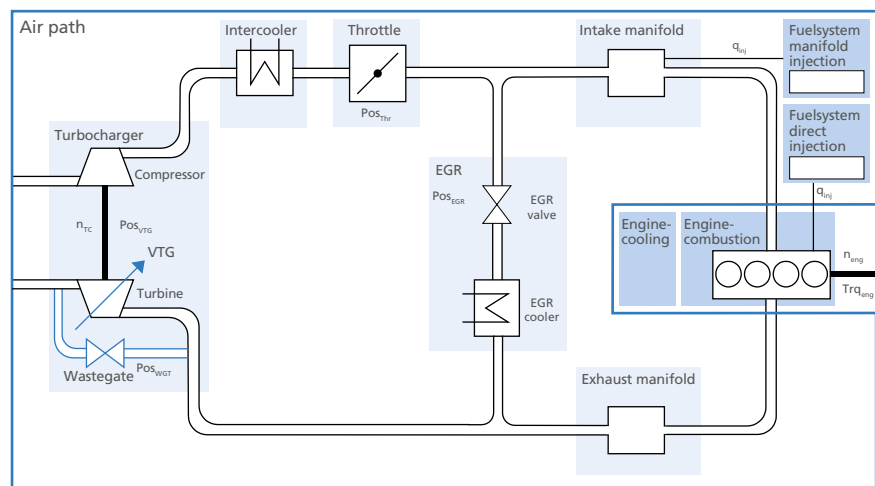 Air path
Intercooler
Throttle
Intake manifold
q_inj
Fuelsystem
manifold
injection
Pos_Thr
Fuelsystem
direct
injection
Turbocharger
Compressor
EGR
Pos_EGR
EGR
valve
q_inj
n_TC
Pos_VTG
Engine-
cooling
Engine-
combustion
VTG
n_eng
Turbine
Trq_eng
EGR
cooler
Wastegate
Pos_WGT
Exhaust manifold